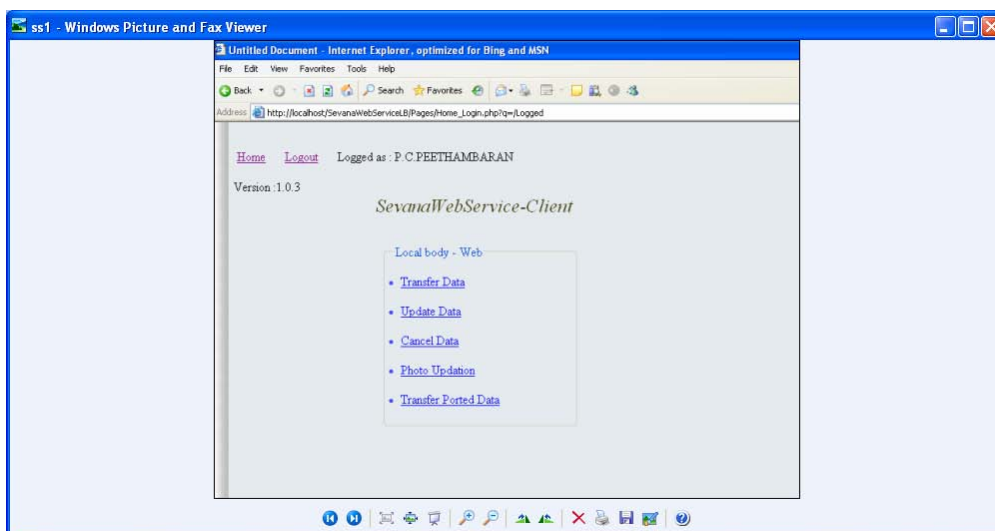 ss1 - Windows Picture and Fax Viewer
Untitled Document - Internet Explorer, optimized for Bing and MSN
File Edit View Favorites Tools Help
Back Search Favorites
Address http://localhost/SevanaWebServiceLB/Pages/Home_Login.php?q=/Logged
Home Logout Logged as : P.C.PEETHAMBARAN
Version :1.0.3
SevanaWebService-Client
Local body - Web
Transfer Data
Update Data
Cancel Data
Photo Updation
Transfer Ported Data